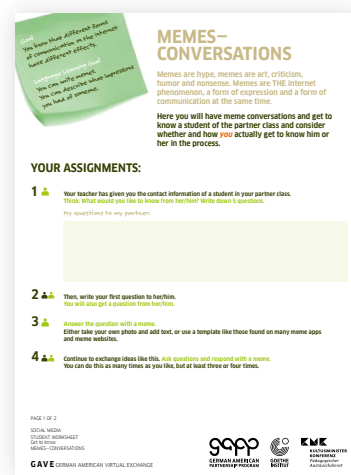 Goal
You know that different forms
of communication on the internet
have different effects.
Language Learning Goal
You can write memes.
You can describe what impressions
you had of someone.
MEMES—
CONVERSATIONS
Memes are hype, memes are art, criticism,
humor and nonsense. Memes are THE internet
phenomenon, a form of expression and a form of
communication at the same time.
Here you will have meme conversations and get to
know a student of the partner class and consider
whether and how you actually get to know him or
her in the process.
YOUR ASSIGNMENTS:
1 Your teacher has given you the contact information of a student in your partner class.
Think: What would you like to know from her/him? Write down 5 questions.
My questions to my partner:
2 Then, write your first question to her/him.
You will also get a question from her/him.
3 Answer the question with a meme.
Either take your own photo and add text, or use a template like those found on many meme apps
and meme websites.
4 Continue to exchange ideas like this. Ask questions and respond with a meme.
You can do this as many times as you like, but at least three or four times.
PAGE 1 OF 2
SOCIAL MEDIA
STUDENT WORKSHEET
Get to know
MEMES–CONVERSATIONS
GAVE GERMAN AMERICAN VIRTUAL EXCHANGE
gapp
GERMAN AMERICAN
PARTNERSHIP PROGRAM
GOETHE
INSTITUT
KMK
KULTUSMINISTER
KONFERENZ
Pädagogischer
Austauschdienst